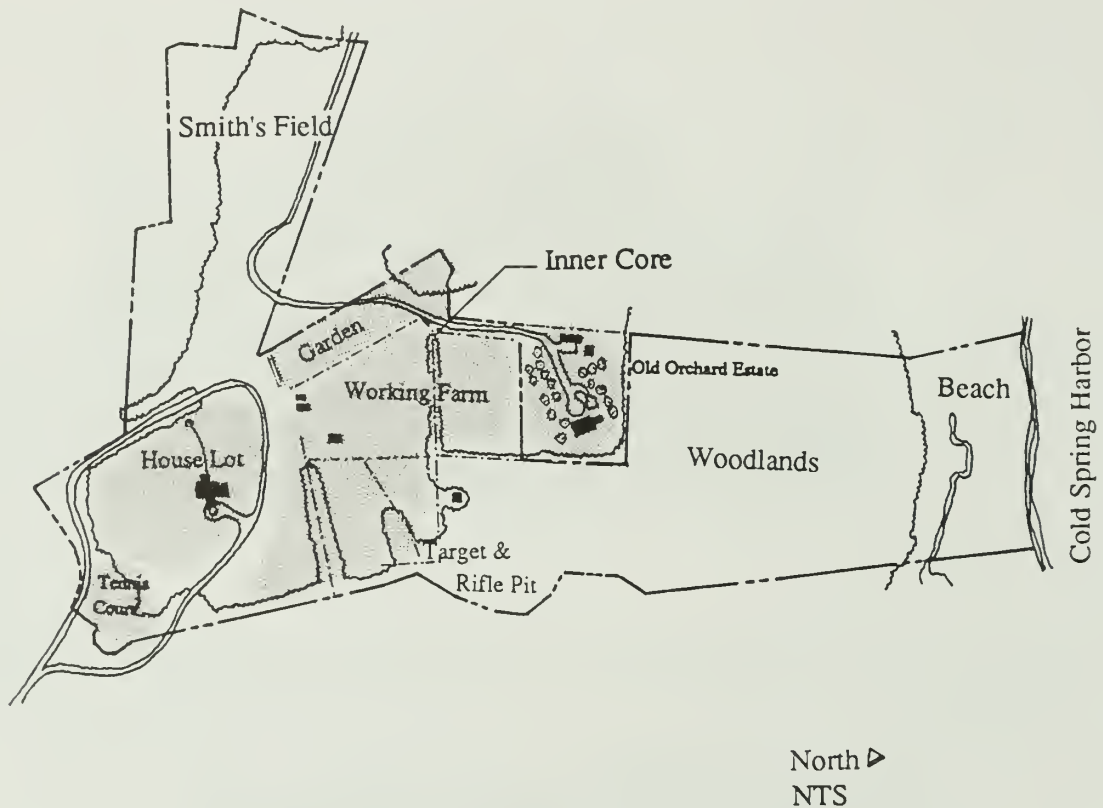 Smith's Field
Inner Core
Garden
Old Orchard Estate
Working Farm
Beach
House Lot
Woodlands
Cold Spring Harbor
Target &
Rifle Pit
Tennis
Court
North
NTS